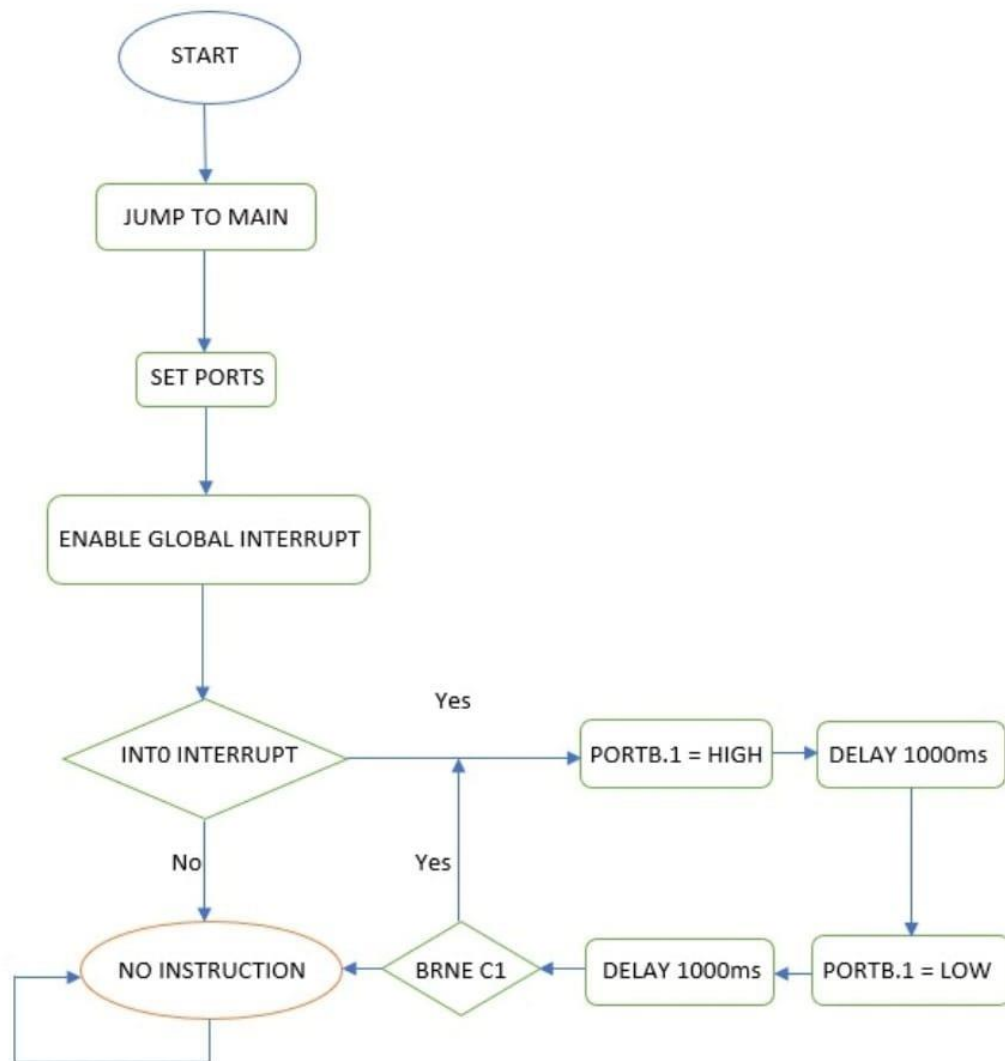 START
JUMP TO MAIN
SET PORTS
ENABLE GLOBAL INTERRUPT
Yes
INT0 INTERRUPT
PORTB.1 = HIGH
DELAY 1000ms
No
Yes
NO INSTRUCTION
BRNE C1
DELAY 1000ms
PORTB.1 = LOW